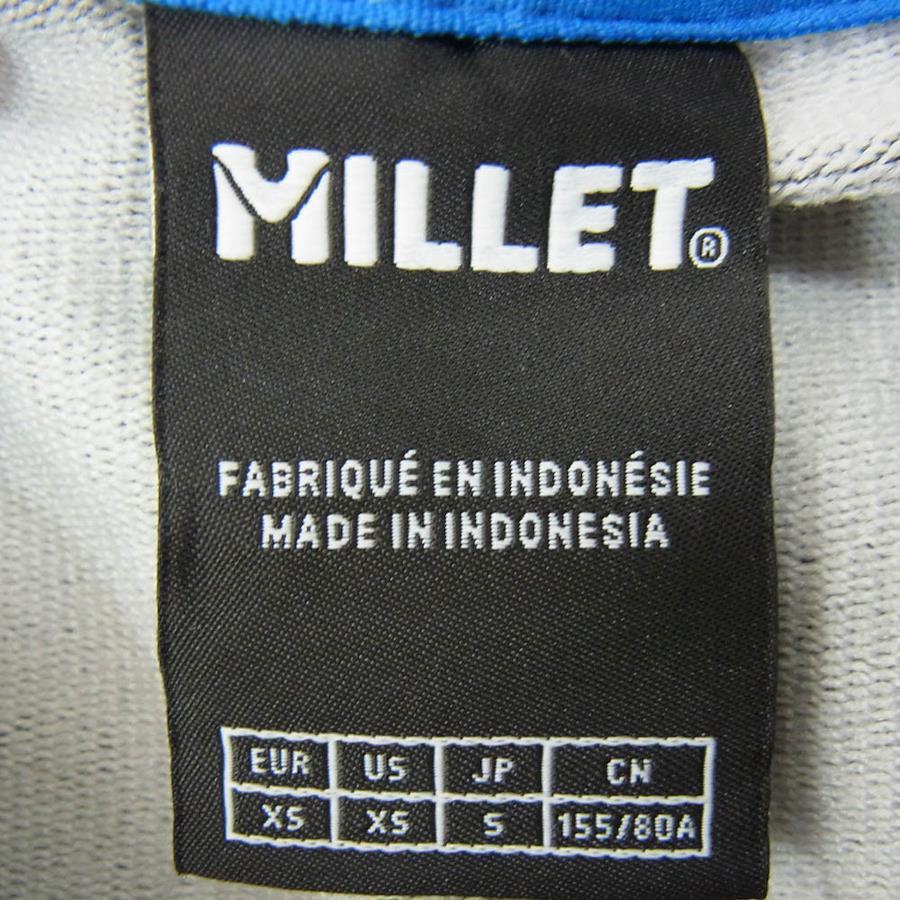 MILLET®
FABRIQUÉ EN INDONÉSIE
MADE IN INDONESIA
EUR US JP CN
XS XS S 155/80A